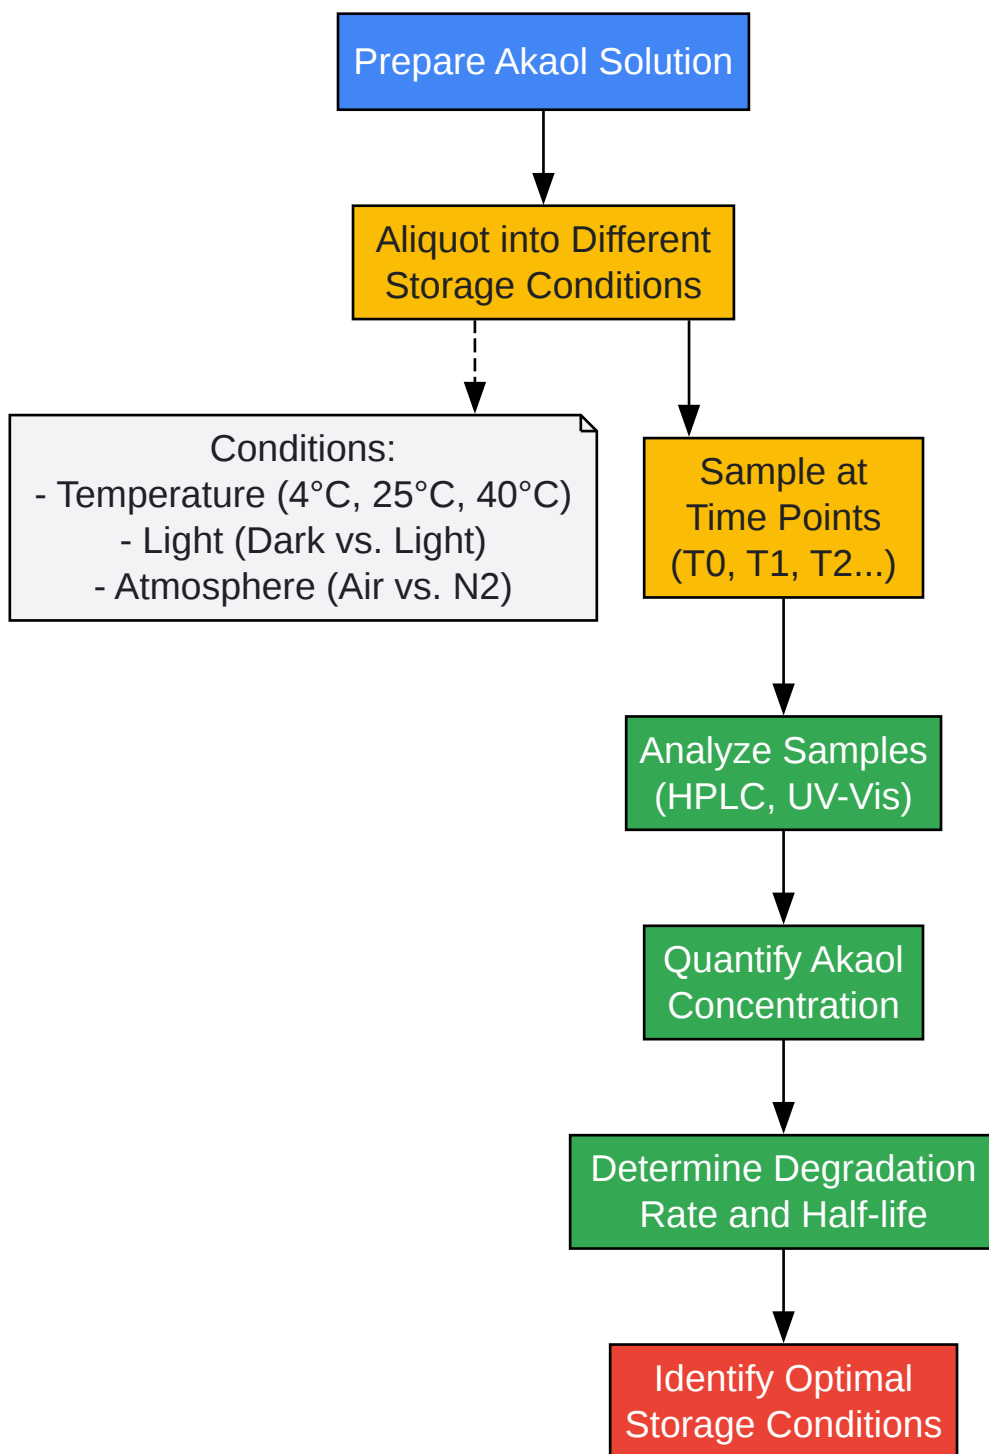 Prepare Akaol Solution
Aliquot into Different
Storage Conditions
Conditions:
- Temperature (4°C, 25°C, 40°C)
- Light (Dark vs. Light)
- Atmosphere (Air vs. N2)
Sample at
Time Points
(T0, T1, T2...)
Analyze Samples
(HPLC, UV-Vis)
Quantify Akaol
Concentration
Determine Degradation
Rate and Half-life
Identify Optimal
Storage Conditions